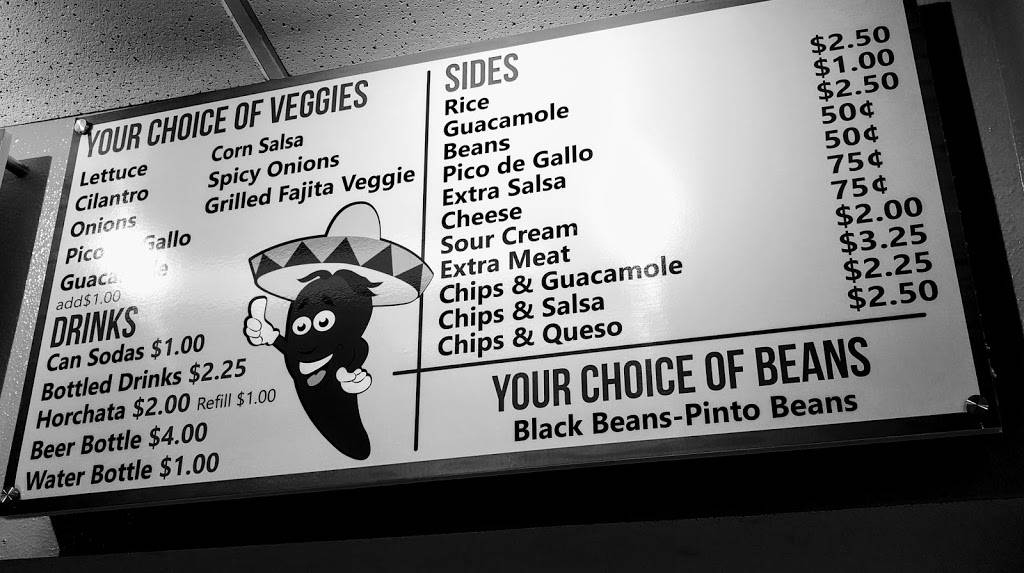 YOUR CHOICE OF VEGGIES
Lettuce
Cilantro
Onions
Pico Gallo
add$1.00
Corn Salsa
Spicy Onions
Grilled Fajita Veggie
DRINKS
Can Sodas $1.00
Bottled Drinks $2.25
Horchata $2.00 Refill $1.00
Beer Bottle $4.00
Water Bottle $1.00
SIDES
Rice $2.50
Guacamole $1.00
Beans $2.50
Pico de Gallo 50¢
Extra Salsa 50¢
Cheese 75¢
Sour Cream 75¢
Extra Meat $2.00
Chips & Guacamole $3.25
Chips & Salsa $2.25
Chips & Queso $2.50
YOUR CHOICE OF BEANS
Black Beans-Pinto Beans